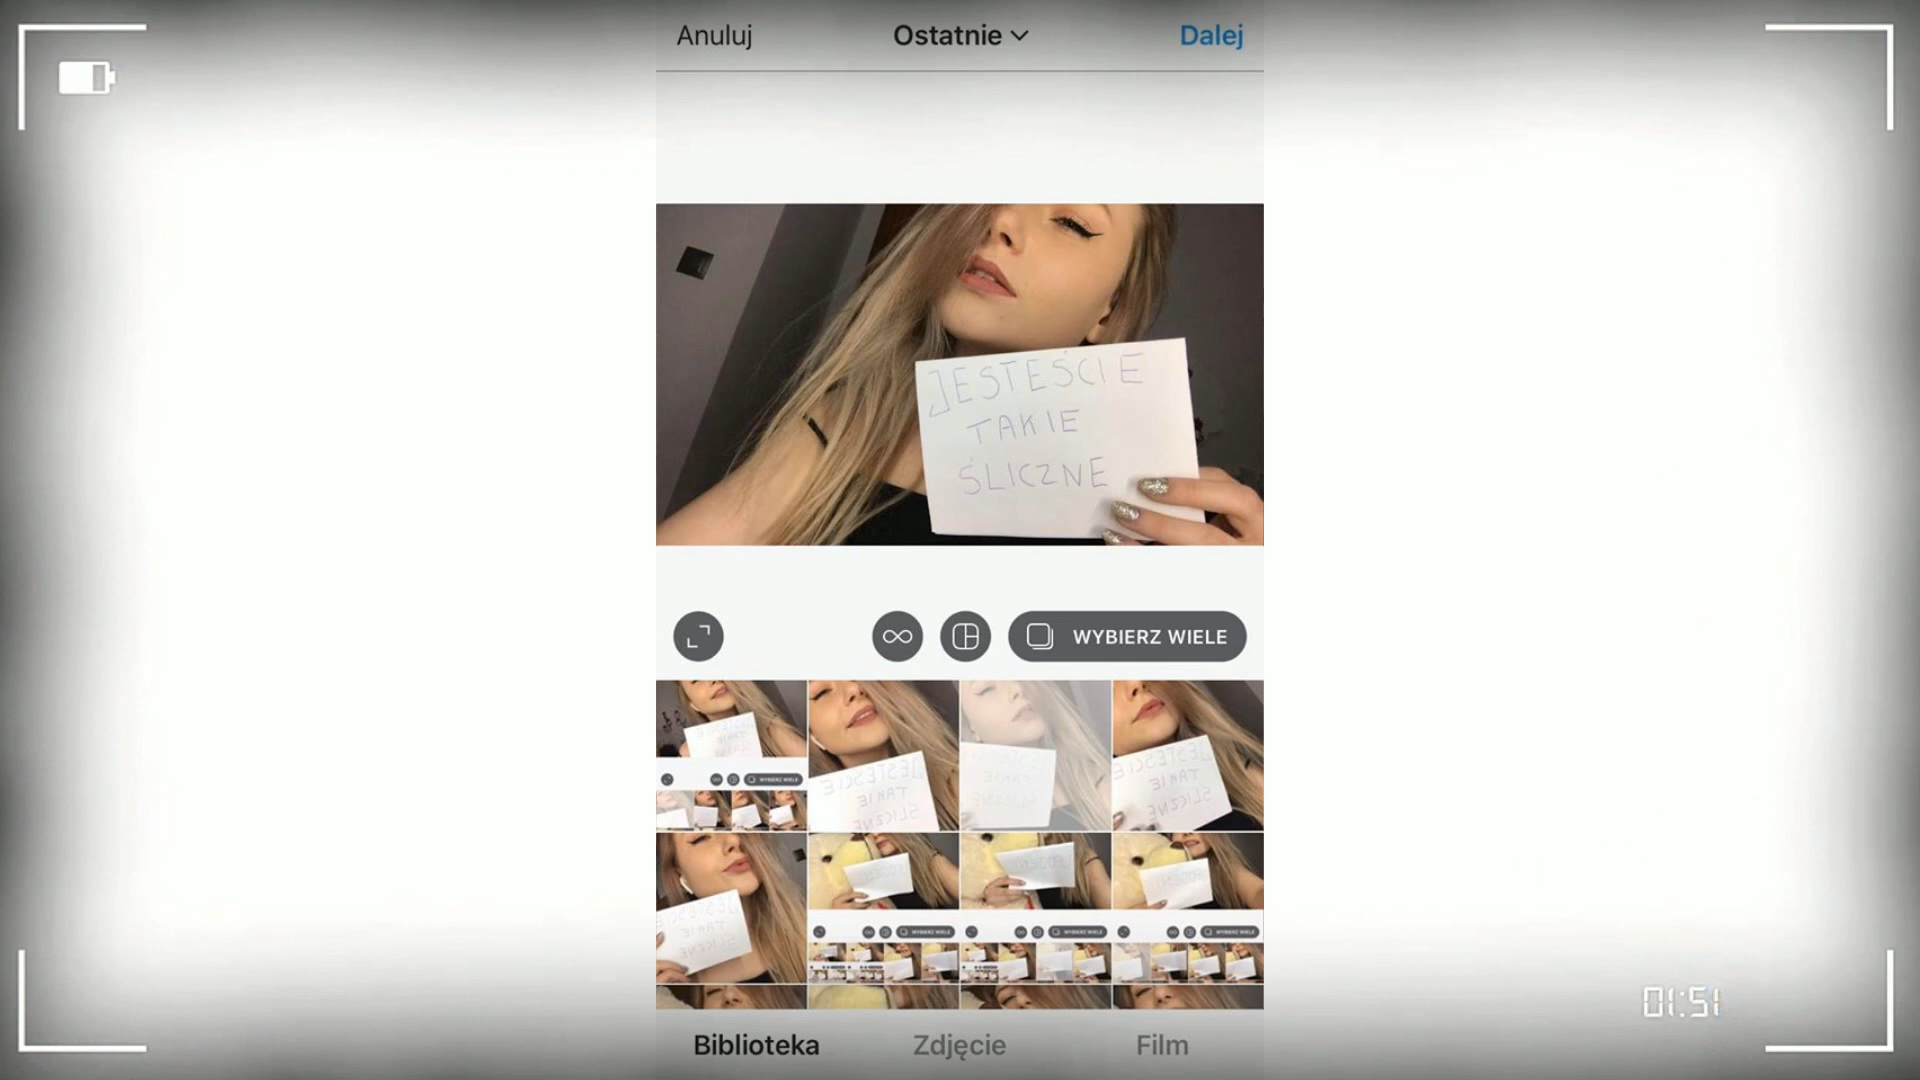 Anuluj Ostatnie Dalej
JESTEŚCIE
TAKIE
ŚLICZNE
WYBIERZ WIELE
Biblioteka Zdjęcie Film
01:51